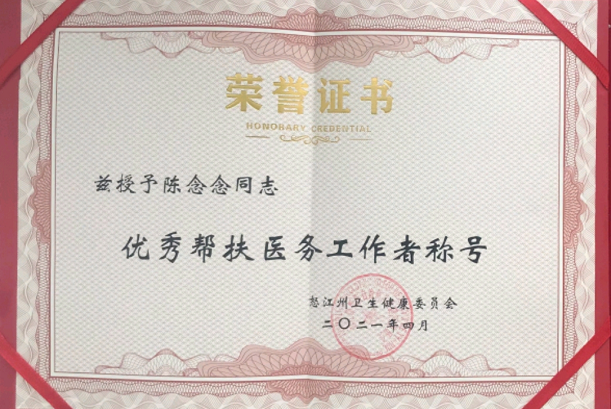 荣誉证书
HONORARY CREDENTIAL
兹授予陈念念同志
优秀帮扶医务工作者称号
怒江州卫生健康委员会
二〇二一年四月